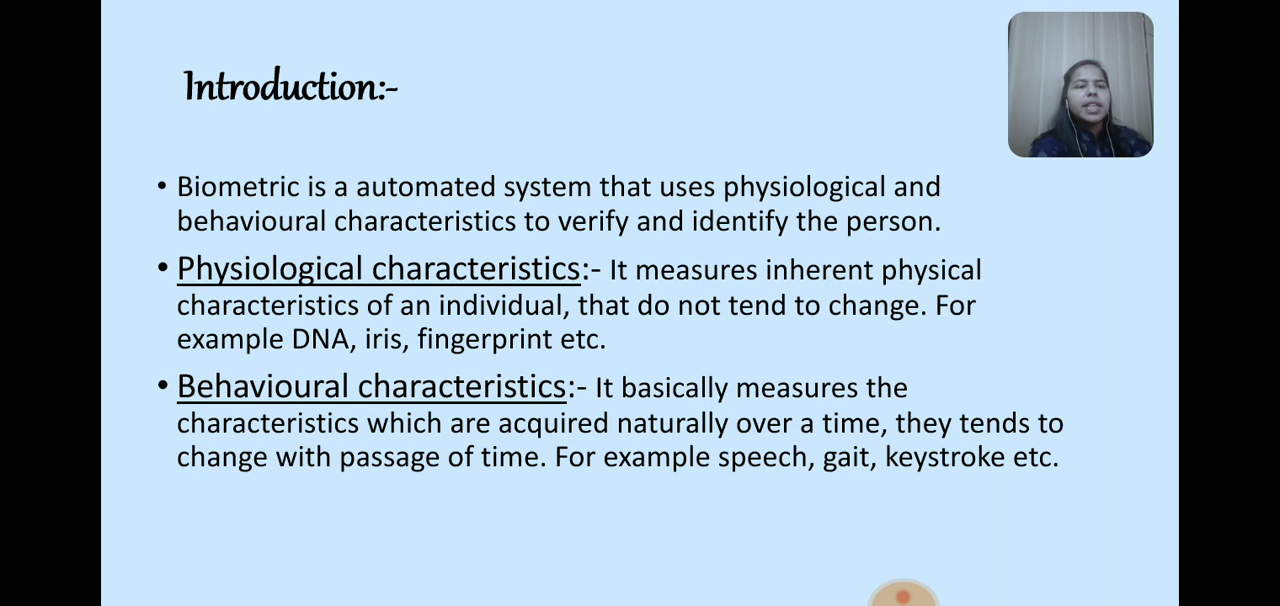 Introduction:-
• Biometric is a automated system that uses physiological and
behavioural characteristics to verify and identify the person.
• Physiological characteristics:- It measures inherent physical
characteristics of an individual, that do not tend to change. For
example DNA, iris, fingerprint etc.
• Behavioural characteristics:- It basically measures the
characteristics which are acquired naturally over a time, they tends to
change with passage of time. For example speech, gait, keystroke etc.